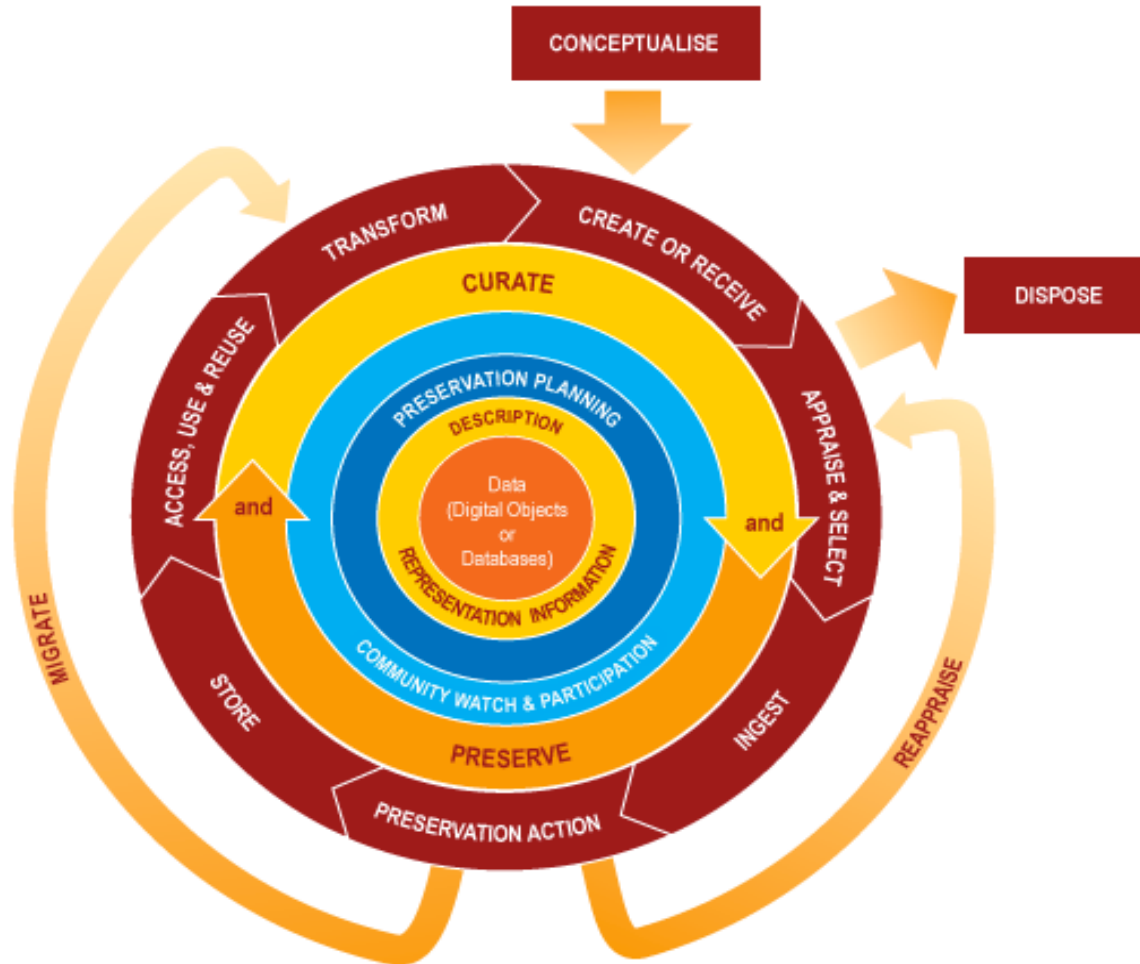 CONCEPTUALISE
TRANSFORM
CREATE OR RECEIVE
DISPOSE
CURATE
ACCESS, USE & REUSE
APPRAISE & SELECT
PRESERVATION PLANNING
DESCRIPTION
Data
(Digital Objects
or
Databases)
and
and
REPRESENTATION INFORMATION
COMMUNITY WATCH & PARTICIPATION
MIGRATE
STORE
PRESERVE
INGEST
REAPPRAISE
PRESERVATION ACTION